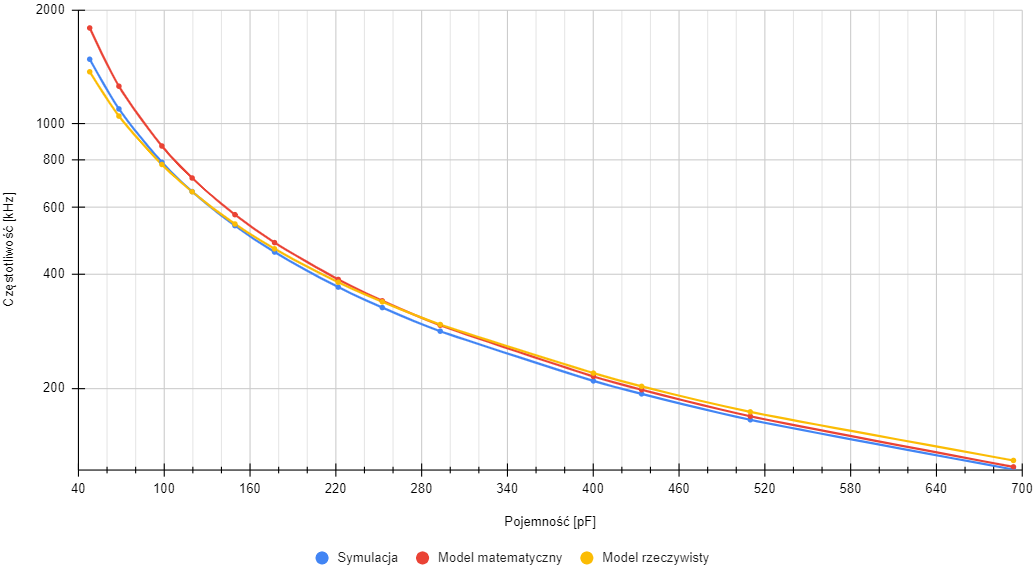 2000
1000
800
600
400
200
Częstotliwość [kHz]
40 100 160 220 280 340 400 460 520 580 640 700
Pojemność [pF]
Symulacja Model matematyczny Model rzeczywisty